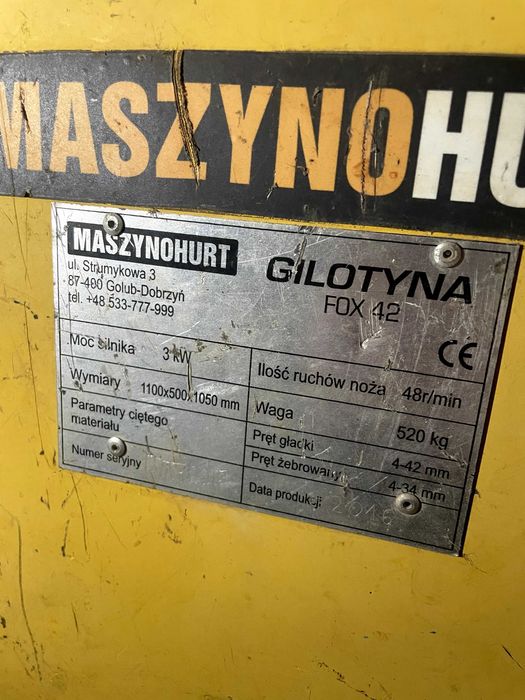 MASZYNOHU
MASZYNOHURT
ul. Strumykowa 3
87-400 Golub-Dobrzyń
tel. +48 533-777-999
GILOTYNA
FOX 42
CE
Moc silnika 3 kW
Wymiary 1100x500x1050 mm
Parametry ciętego
materiału
Numer seryjny
Ilość ruchów noża 48r/min
Waga 520 kg
Pręt gładki 4-42 mm
Pręt żebrowany 4-34 mm
Data produkcji